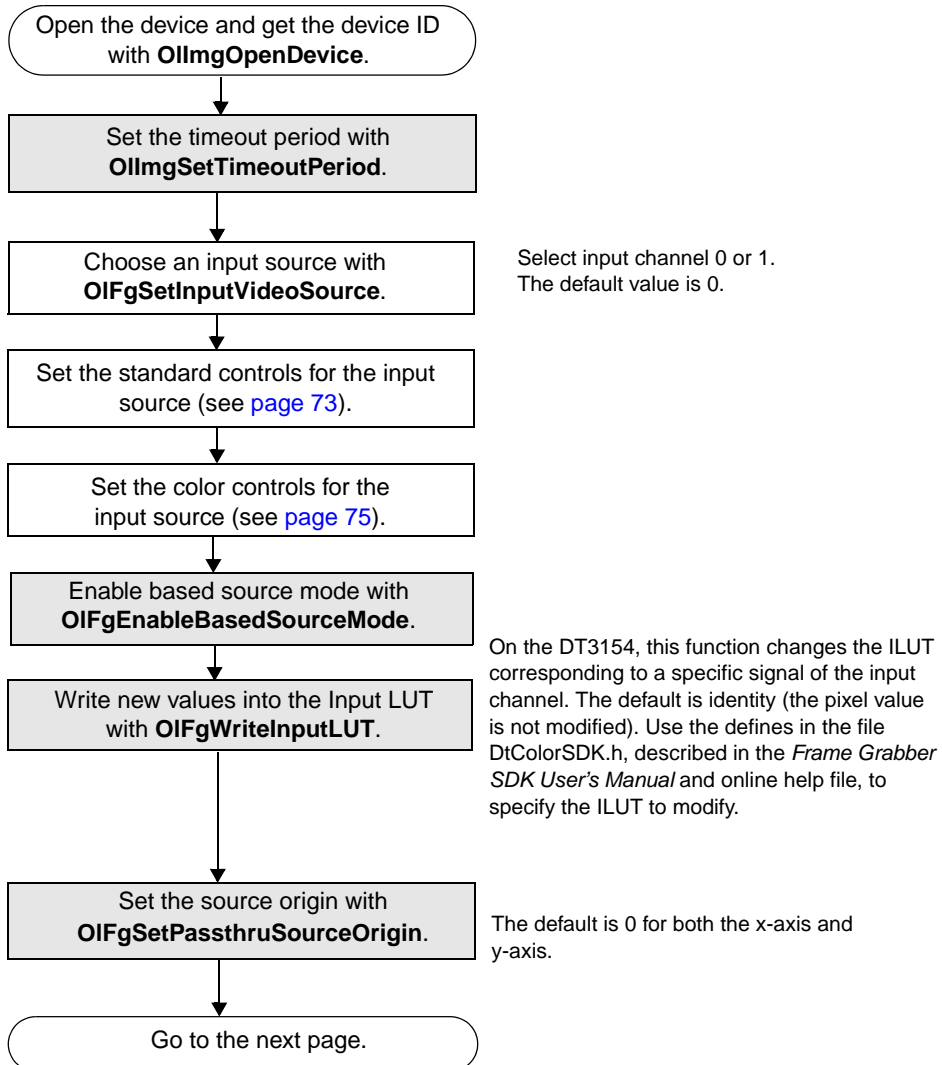 Open the device and get the device ID
with OlImgOpenDevice.
Set the timeout period with
OlImgSetTimeoutPeriod.
Choose an input source with
OlFgSetInputVideoSource.
Select input channel 0 or 1.
The default value is 0.
Set the standard controls for the input
source (see page 73).
Set the color controls for the
input source (see page 75).
Enable based source mode with
OlFgEnableBasedSourceMode.
Write new values into the Input LUT
with OlFgWriteInputLUT.
On the DT3154, this function changes the ILUT
corresponding to a specific signal of the input
channel. The default is identity (the pixel value
is not modified). Use the defines in the file
DtColorSDK.h, described in the Frame Grabber
SDK User's Manual and online help file, to
specify the ILUT to modify.
Set the source origin with
OlFgSetPassthruSourceOrigin.
The default is 0 for both the x-axis and
y-axis.
Go to the next page.